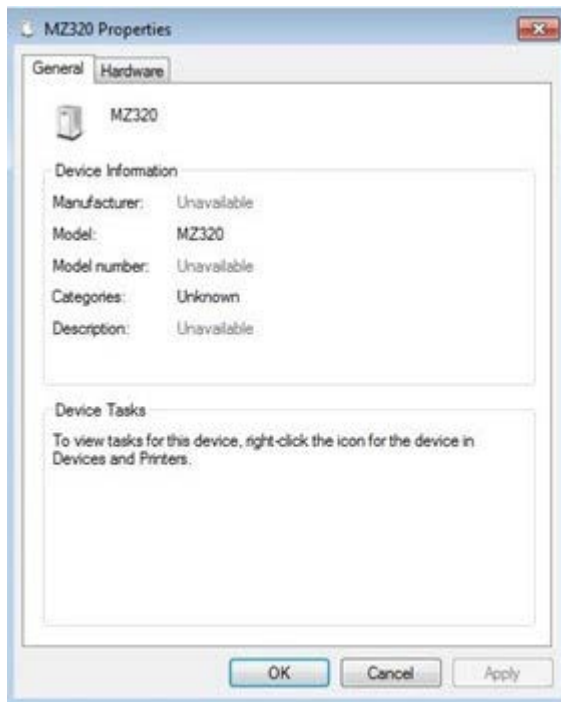 MZ320 Properties
General Hardware
MZ320
Device Information
Manufacturer: Unavailable
Model: MZ320
Model number: Unavailable
Categories: Unknown
Description: Unavailable
Device Tasks
To view tasks for this device, right-click the icon for the device in
Devices and Printers.
OK Cancel Apply